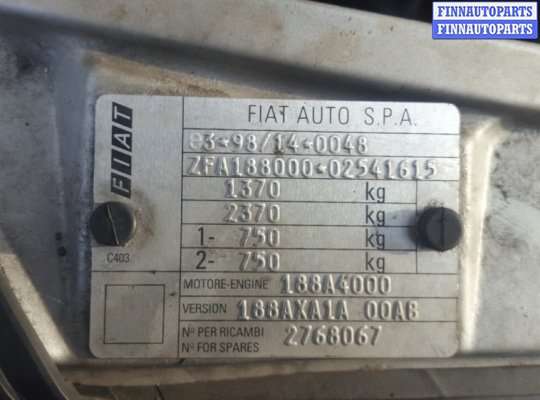 FINNAUTOPARTS
FINNAUTOPARTS
FIAT
FIAT AUTO S.P.A.
e3*98/14*0048
ZFA188000*02541615
1370 kg
2370 kg
1- 750 kg
2- 750 kg
C403
MOTORE-ENGINE 188A4000
VERSION 188AXA1A 00AB
No PER RICAMBI
No FOR SPARES 2768067